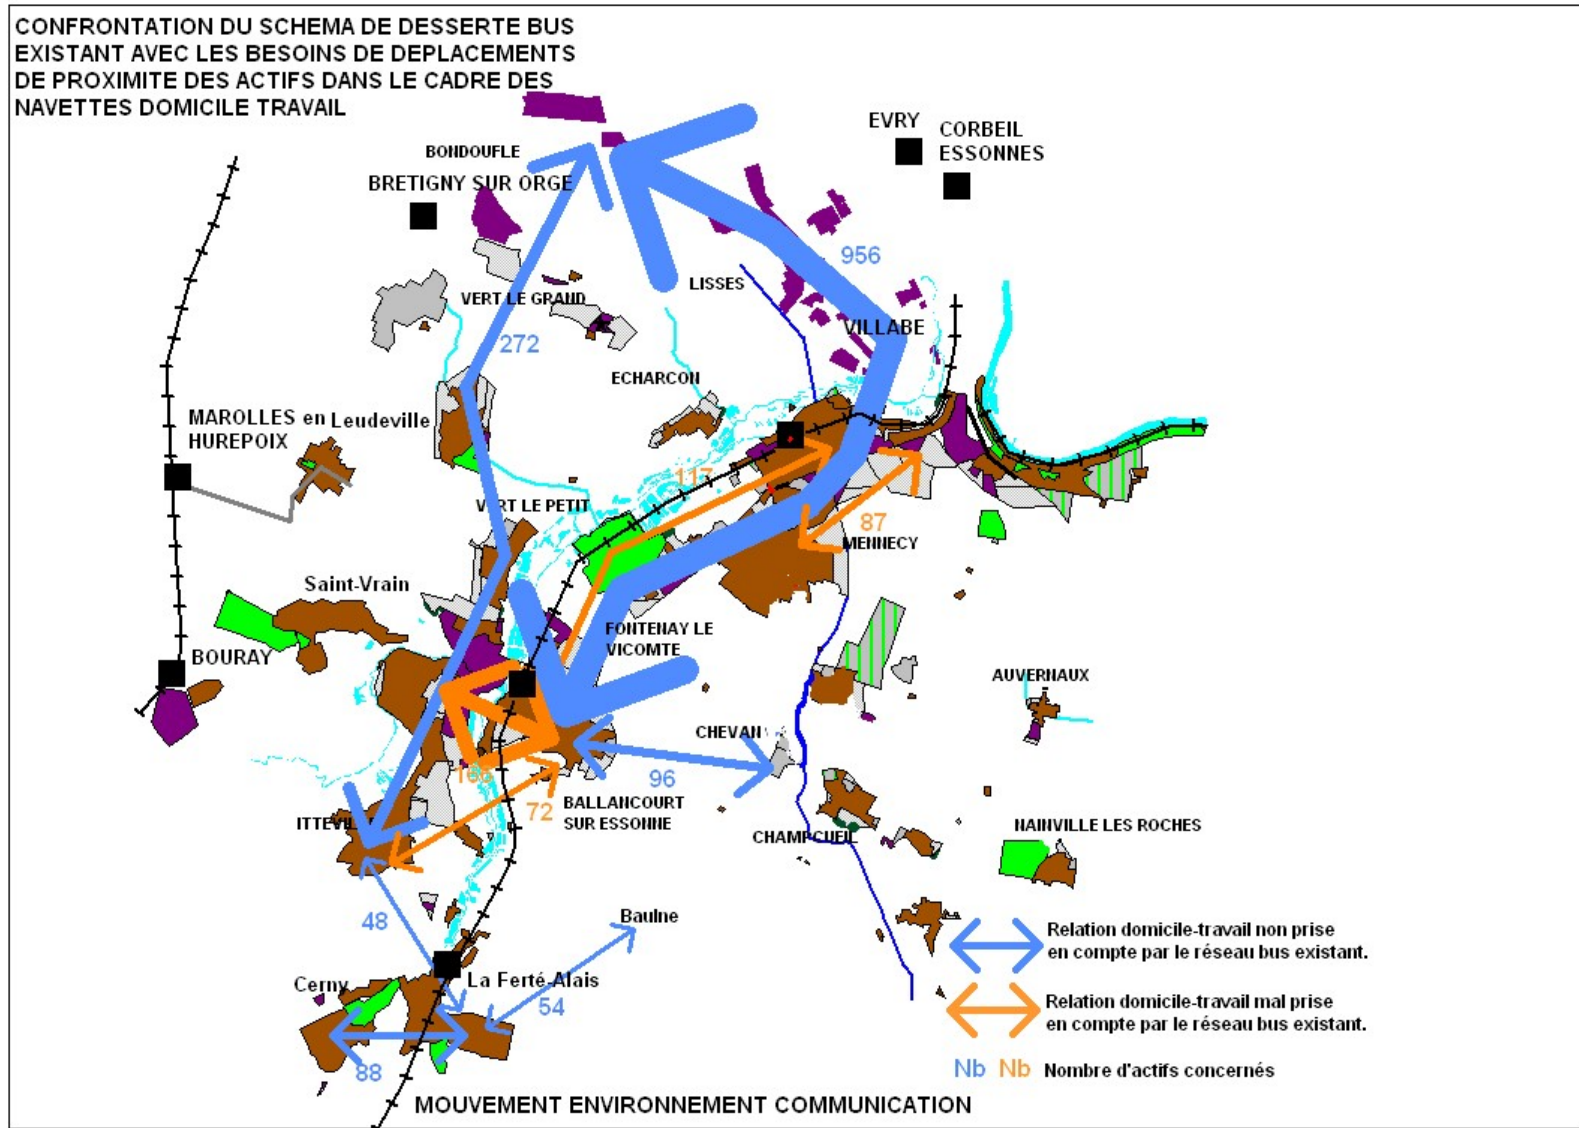 CONFRONTATION DU SCHEMA DE DESSERTE BUS
EXISTANT AVEC LES BESOINS DE DEPLACEMENTS
DE PROXIMITE DES ACTIFS DANS LE CADRE DES
NAVETTES DOMICILE TRAVAIL
EVRY
CORBEIL
ESSONNES
BONDOUFLE
BRETIGNY SUR ORGE
956
LISSES
VERT LE GRAND
VILLABE
272
ECHARCON
MAROLLES en
HUREPOIX
Leudeville
117
VERT LE PETIT
87
MENNECY
Saint-Vrain
FONTENAY LE
VICOMTE
BOURAY
AUVERNAUX
CHEVAN
96
72
BALLANCOURT
SUR ESSONNE
ITTEVILLE
CHAMPCUEIL
NAINVILLE LES ROCHES
48
Baulne
Cerny
La Ferté-Alais
54
88
Relation domicile-travail non prise
en compte par le réseau bus existant.
Relation domicile-travail mal prise
en compte par le réseau bus existant.
Nb Nb Nombre d'actifs concernés
MOUVEMENT ENVIRONNEMENT COMMUNICATION